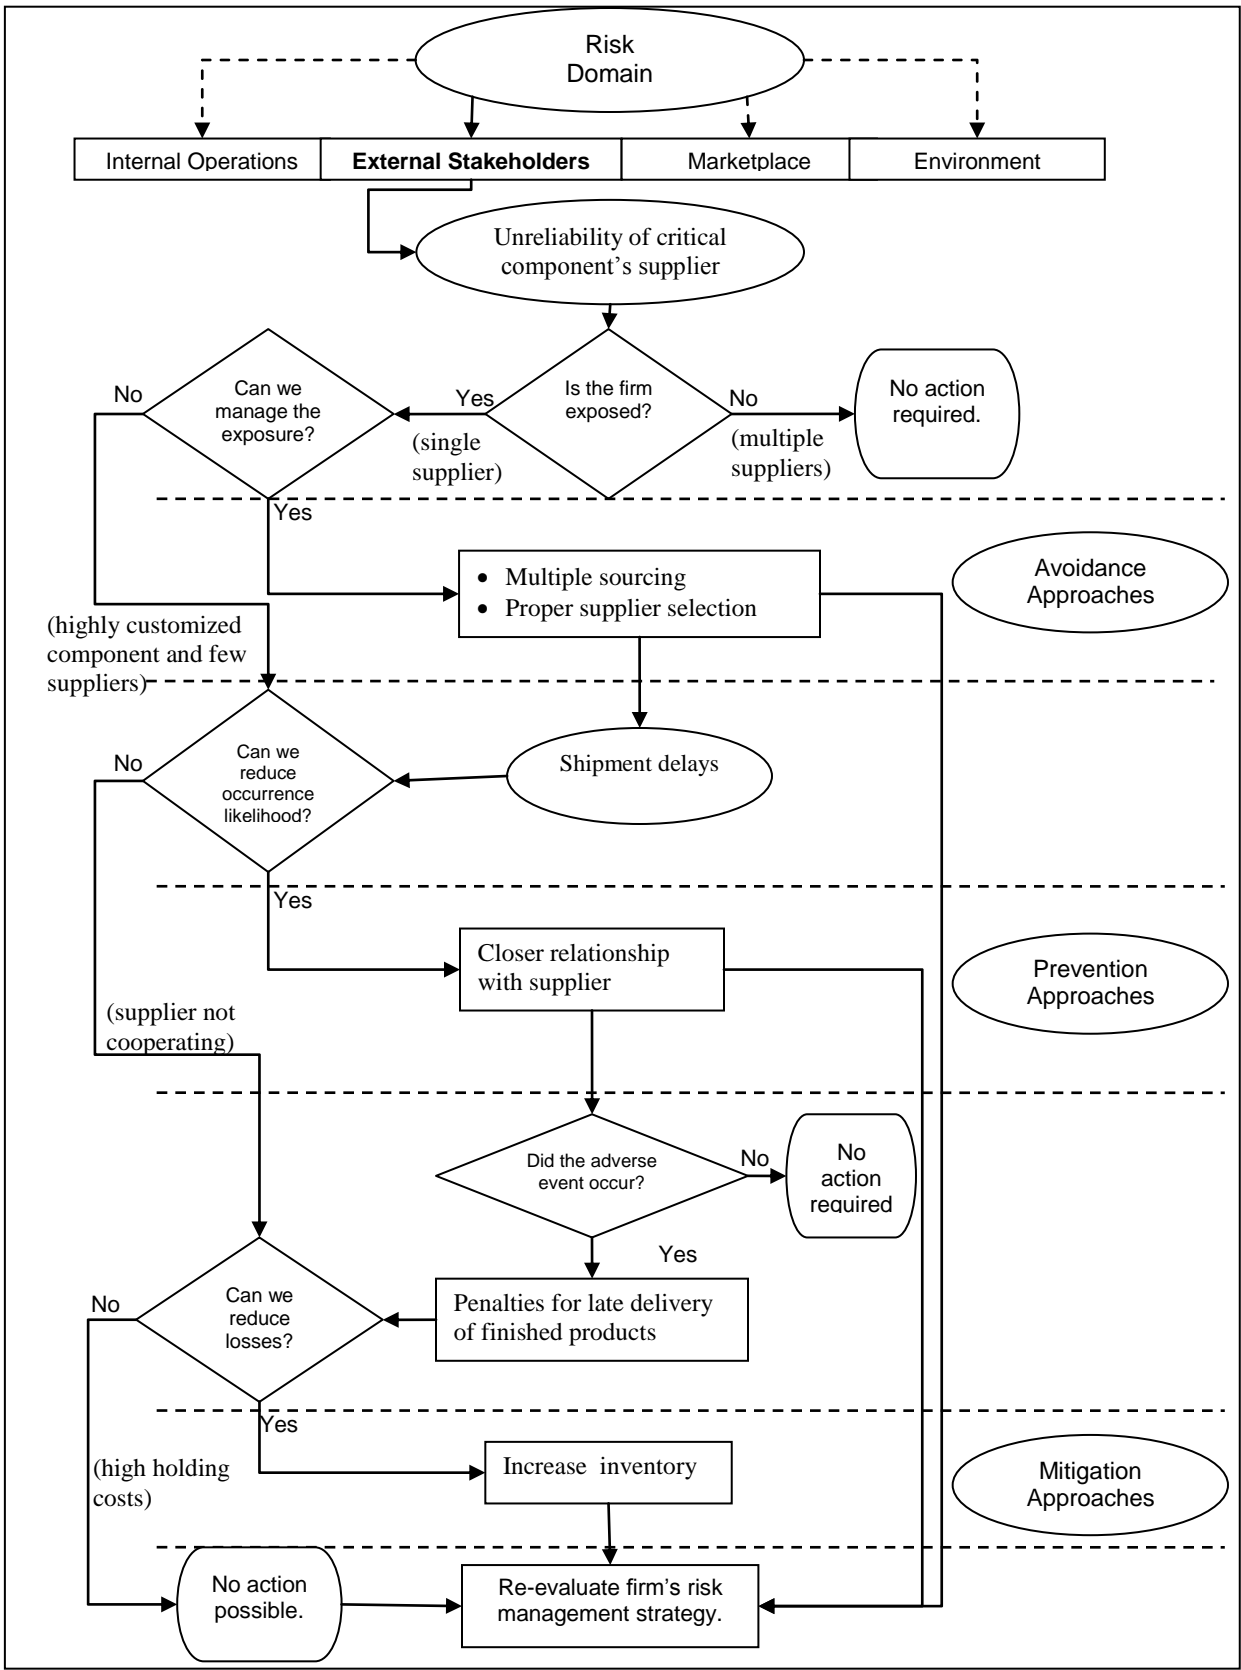 Risk
Domain
Internal Operations
External Stakeholders
Marketplace
Environment
Unreliability of critical
component’s supplier
No
Can we
manage the
exposure?
Yes
(single
supplier)
Is the firm
exposed?
No
(multiple
suppliers)
No action
required.
Yes
• Multiple sourcing
• Proper supplier selection
Avoidance
Approaches
(highly customized
component and few
suppliers)
No
Can we
reduce
occurrence
likelihood?
Shipment delays
Yes
Closer relationship
with supplier
Prevention
Approaches
(supplier not
cooperating)
Did the adverse
event occur?
No
No
action
required
Yes
No
Can we
reduce
losses?
Penalties for late delivery
of finished products
Yes
(high holding
costs)
Increase inventory
Mitigation
Approaches
No action
possible.
Re-evaluate firm’s risk
management strategy.